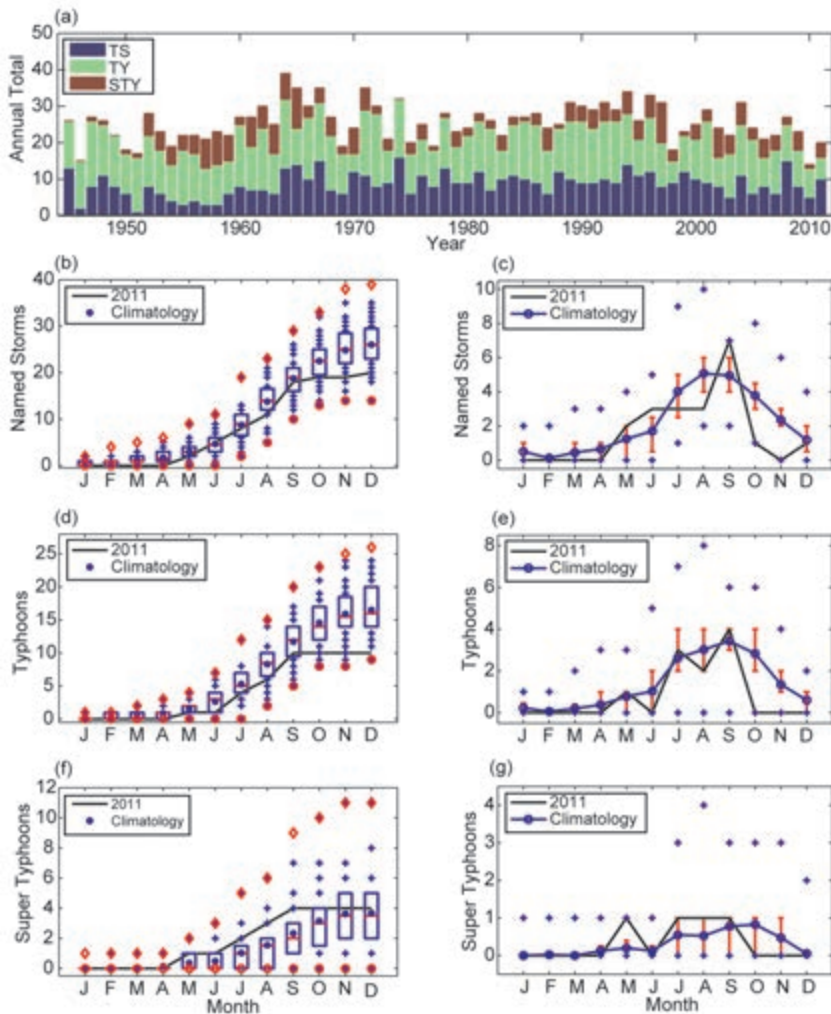 (a)
50
40
30
20
10
0
Annual Total
TS
TY
STY
1950 1960 1970 1980 1990 2000 2010
Year
(b)
40
30
20
10
0
Named Storms
2011
Climatology
J F M A M J J A S O N D
(c)
10
8
6
4
2
0
Named Storms
2011
Climatology
J F M A M J J A S O N D
(d)
25
20
15
10
5
0
Typhoons
2011
Climatology
J F M A M J J A S O N D
(e)
8
6
4
2
0
Typhoons
2011
Climatology
J F M A M J J A S O N D
(f)
12
10
8
6
4
2
0
Super Typhoons
2011
Climatology
J F M A M J J A S O N D
Month
(g)
4
3
2
1
0
Super Typhoons
2011
Climatology
J F M A M J J A S O N D
Month